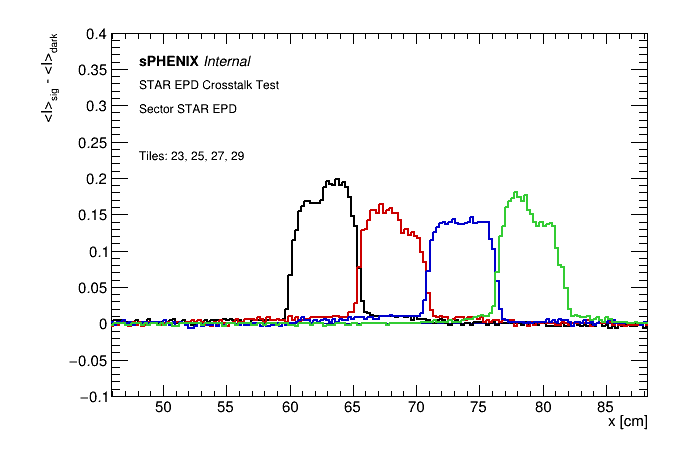 <I>sig - <I>dark
0.4
0.35
0.3
0.25
0.2
0.15
0.1
0.05
0
−0.05
−0.1
sPHENIX Internal
STAR EPD Crosstalk Test
Sector STAR EPD
Tiles: 23, 25, 27, 29
50 55 60 65 70 75 80 85
x [cm]